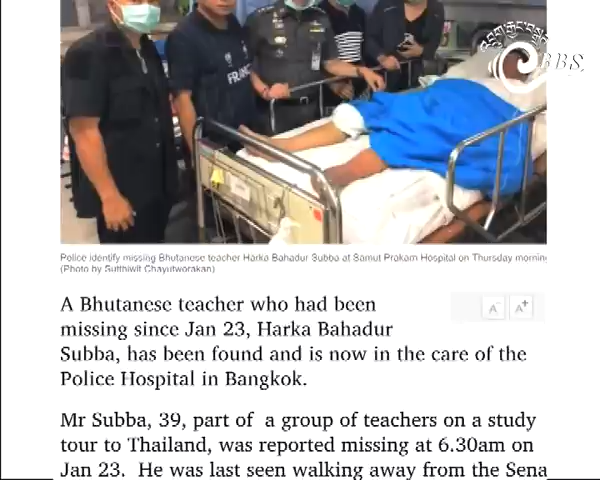 BBS
FRANCE
Police identify missing Bhutanese teacher Harka Bahadur Subba at Samut Prakarn Hospital on Thursday morning
(Photo by Sutthiwit Chayutworakan)
A Bhutanese teacher who had been
A- A+
missing since Jan 23, Harka Bahadur
Subba, has been found and is now in the care of the
Police Hospital in Bangkok.
Mr Subba, 39, part of a group of teachers on a study
tour to Thailand, was reported missing at 6.30am on
Jan 23. He was last seen walking away from the Sena